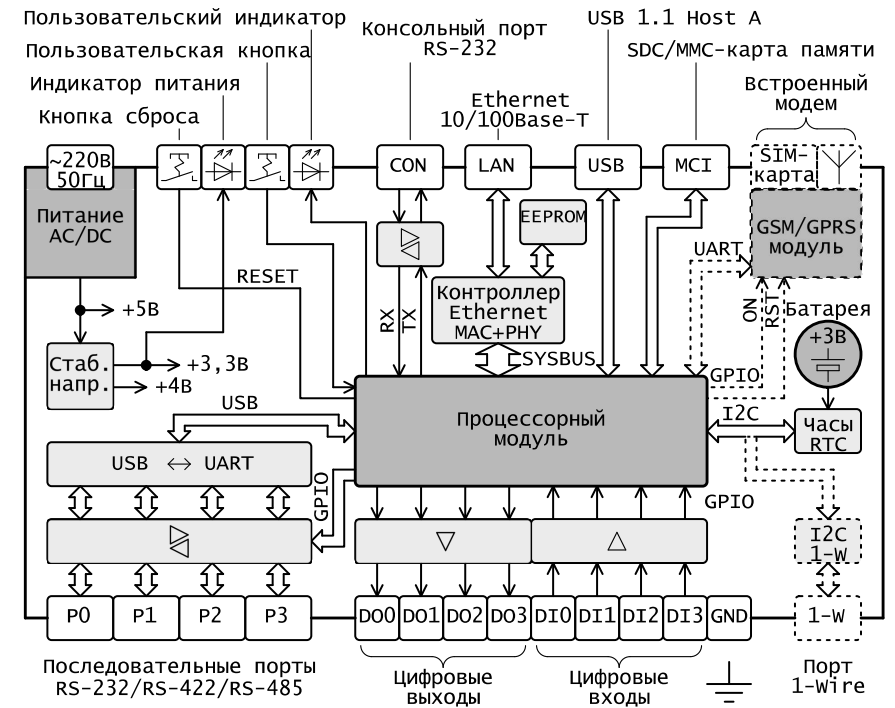 Пользовательский индикатор
Пользовательская кнопка
Индикатор питания
Кнопка сброса
Консольный порт
RS-232
Ethernet
10/100Base-T
USB 1.1 Host A
SDC/MMC-карта памяти
Встроенный
модем
~220В
50Гц
CON
LAN
USB
MCI
SIM-
карта
Питание
AC/DC
EEPROM
GSM/GPRS
модуль
UART
RESET
+5В
RX
TX
Контроллер
Ethernet
MAC+PHY
ON
RST
Батарея
+3В
Стаб.
напр.
+3,3В
+4В
SYSBUS
GPIO
USB
Процессорный
модуль
I2C
Часы
RTC
USB ↔ UART
GPIO
GPIO
I2C
1-W
P0
P1
P2
P3
DO0
DO1
DO2
DO3
DI0
DI1
DI2
DI3
GND
1-W
Последовательные порты
RS-232/RS-422/RS-485
Цифровые
выходы
Цифровые
входы
Порт
1-Wire